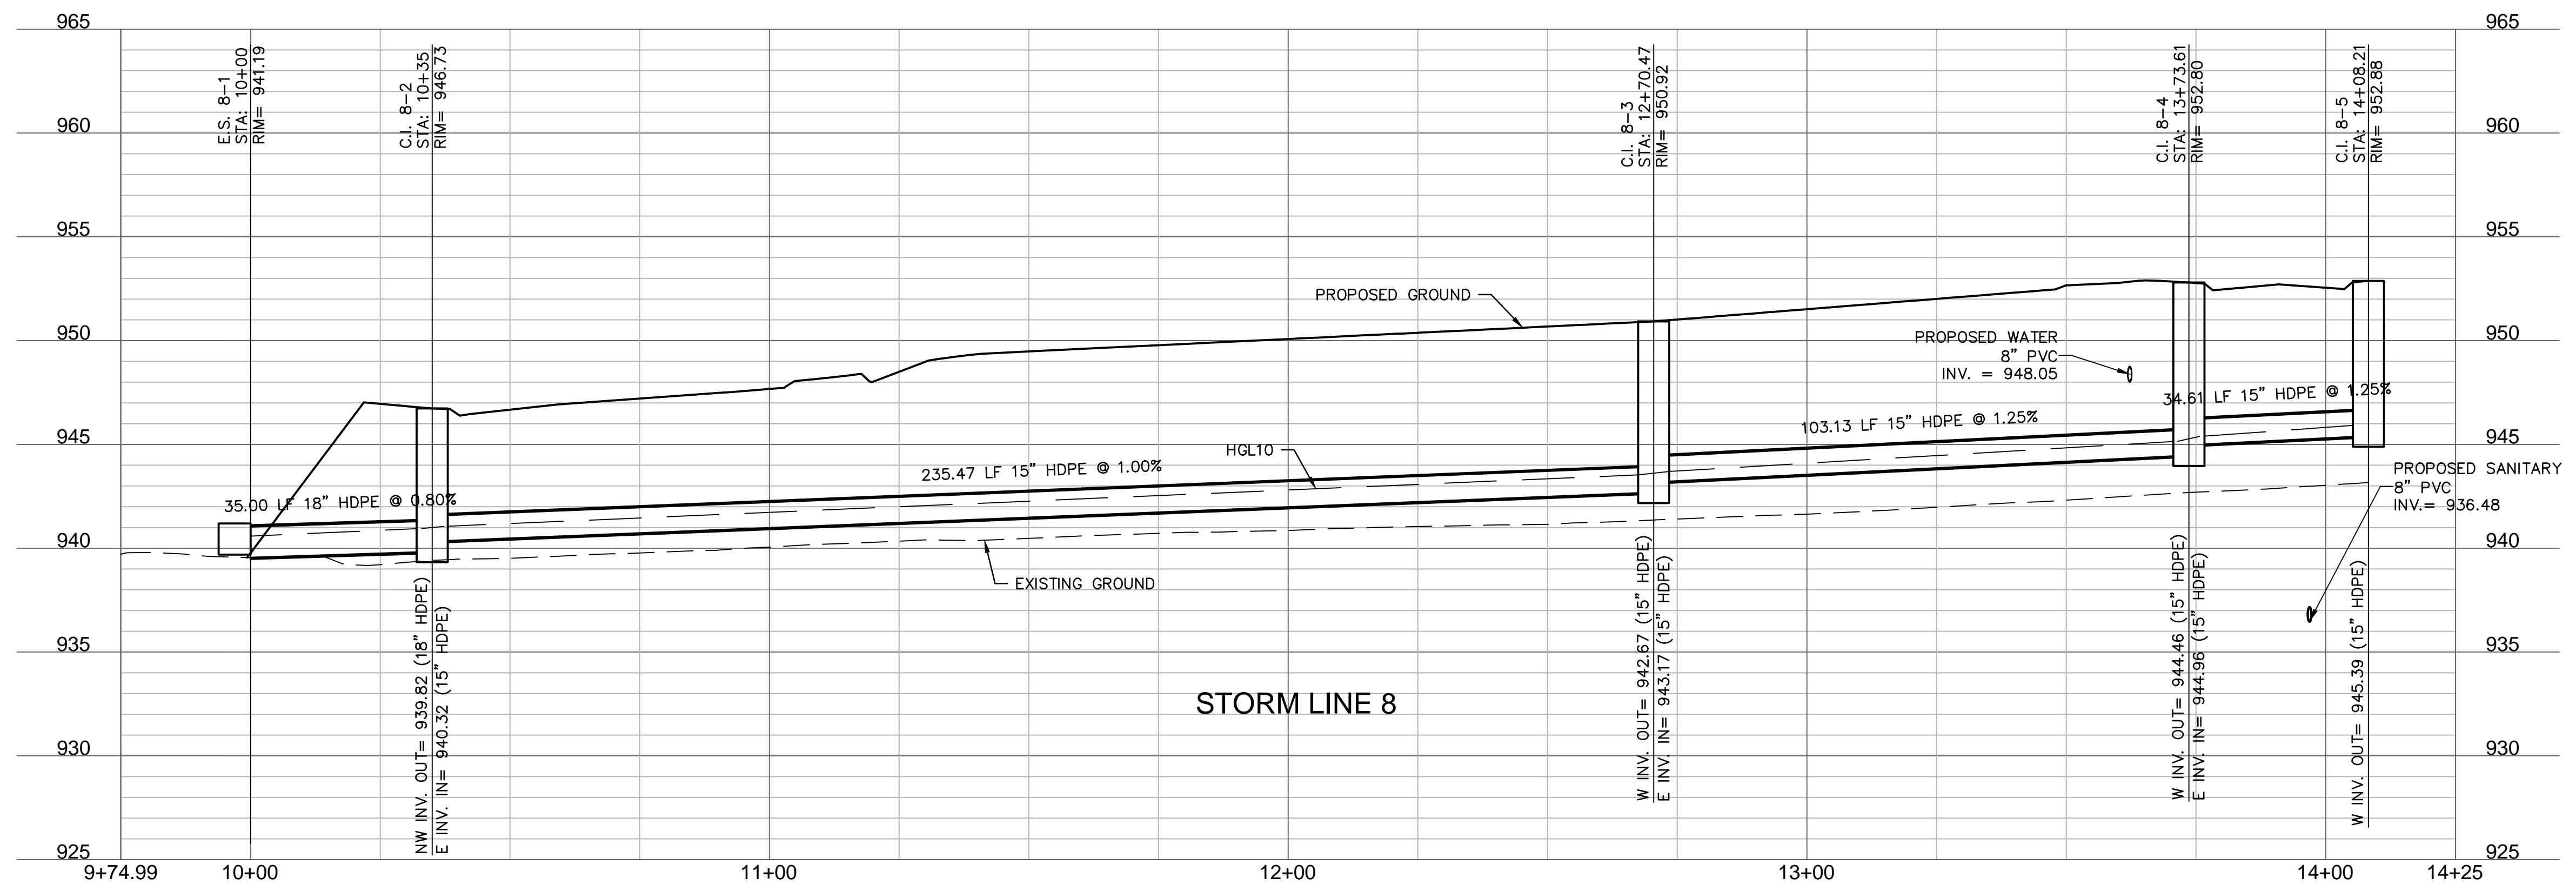 965
960
955
950
945
940
935
930
925
965
960
955
950
945
940
935
930
925
E.S. 8-1
STA: 10+00
RIM= 941.19
C.I. 8-2
STA: 10+35
RIM= 946.73
C.I. 8-3
STA: 12+70.47
RIM= 950.92
C.I. 8-4
STA: 13+73.61
RIM= 952.80
C.I. 8-5
STA: 14+08.21
RIM= 952.88
PROPOSED GROUND
PROPOSED WATER
8" PVC
INV. = 948.05
34.61 LF 15" HDPE @ 1.25%
103.13 LF 15" HDPE @ 1.25%
HGL10
235.47 LF 15" HDPE @ 1.00%
35.00 LF 18" HDPE @ 0.80%
PROPOSED SANITARY
8" PVC
INV.= 936.48
EXISTING GROUND
NW INV. OUT= 939.82 (18" HDPE)
E INV. IN= 940.32 (15" HDPE)
W INV. OUT= 942.67 (15" HDPE)
E INV. IN= 943.17 (15" HDPE)
W INV. OUT= 944.46 (15" HDPE)
E INV. IN= 944.96 (15" HDPE)
W INV. OUT= 945.39 (15" HDPE)
STORM LINE 8
9+74.99
10+00
11+00
12+00
13+00
14+00
14+25